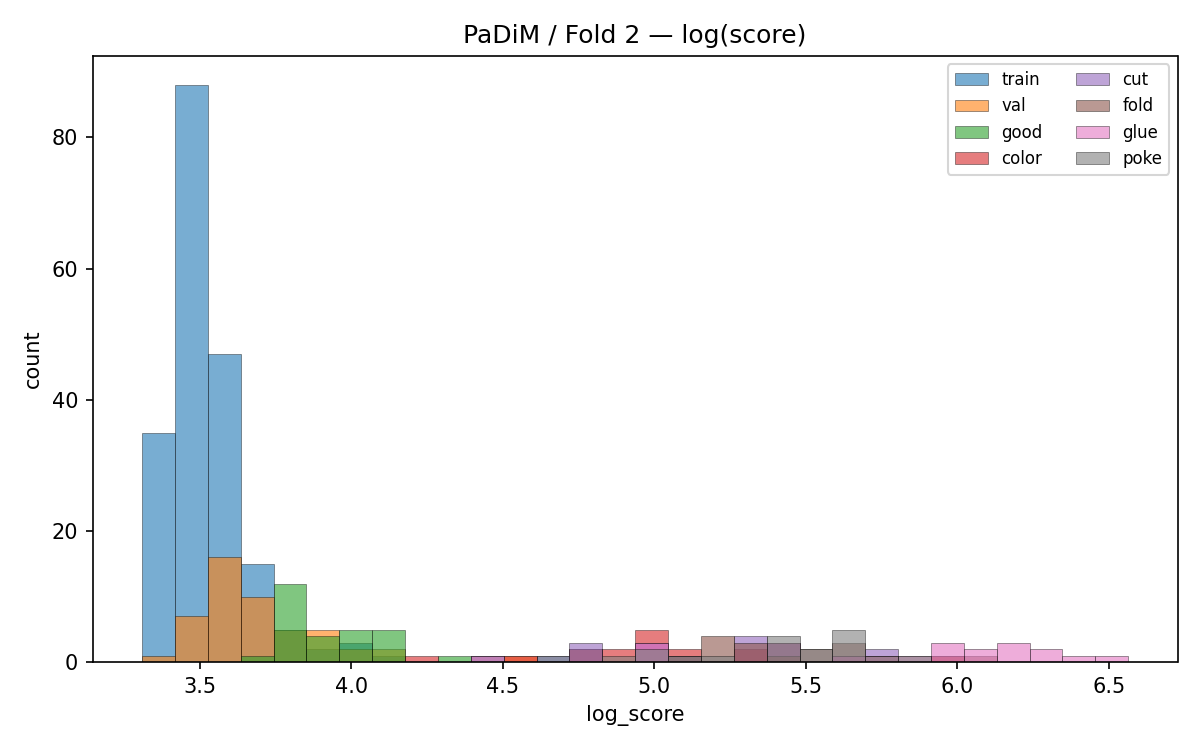 PaDiM / Fold 2 — log(score)
train
val
good
color
cut
fold
glue
poke
count
80
60
40
20
0
3.5 4.0 4.5 5.0 5.5 6.0 6.5
log_score